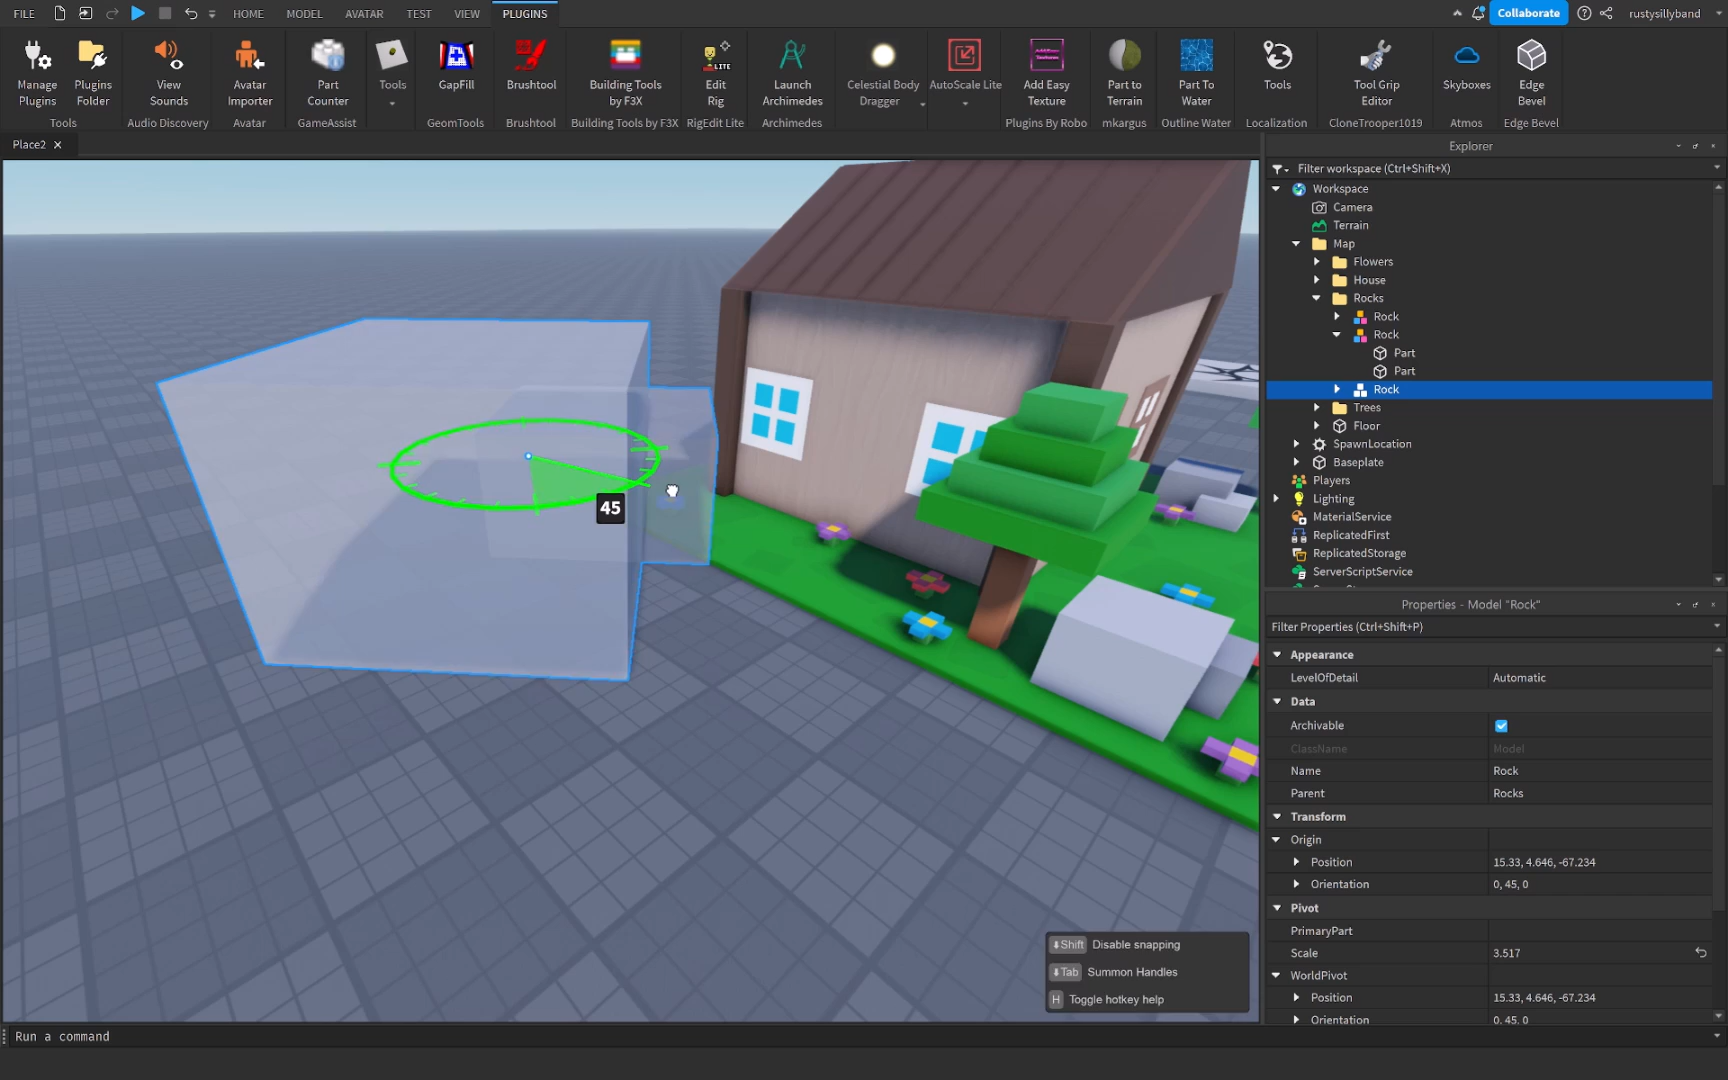 FILE HOME MODEL AVATAR TEST VIEW PLUGINS Collaborate rustysillyband
Manage Plugins
Plugins Folder
Tools
View Sounds
Audio Discovery
Avatar Importer
Avatar
Part Counter
GameAssist
Tools
GapFill
GeomTools
Brushtool
Brushtool
Building Tools by F3X
Building Tools by F3X
LITE
Edit Rig
RigEdit Lite
Launch Archimedes
Archimedes
Celestial Body Dragger
AutoScale Lite
Add Easy Texture
Plugins By Robo
Part to Terrain
mkargus
Part To Water
Outline Water
Tools
Localization
Tool Grip Editor
CloneTrooper1019
Skyboxes
Atmos
Edge Bevel
Edge Bevel
Place2
45
Shift Disable snapping
Tab Summon Handles
H Toggle hotkey help
Explorer
Filter workspace (Ctrl+Shift+X)
Workspace
Camera
Terrain
Map
Flowers
House
Rocks
Rock
Rock
Part
Part
Rock
Trees
Floor
SpawnLocation
Baseplate
Players
Lighting
MaterialService
ReplicatedFirst
ReplicatedStorage
ServerScriptService
Properties - Model "Rock"
Filter Properties (Ctrl+Shift+P)
Appearance
LevelOfDetail Automatic
Data
Archivable
ClassName Model
Name Rock
Parent Rocks
Transform
Origin
Position 15.33, 4.646, -67.234
Orientation 0, 45, 0
Pivot
PrimaryPart
Scale 3.517
WorldPivot
Position 15.33, 4.646, -67.234
Orientation 0, 45, 0
Run a command